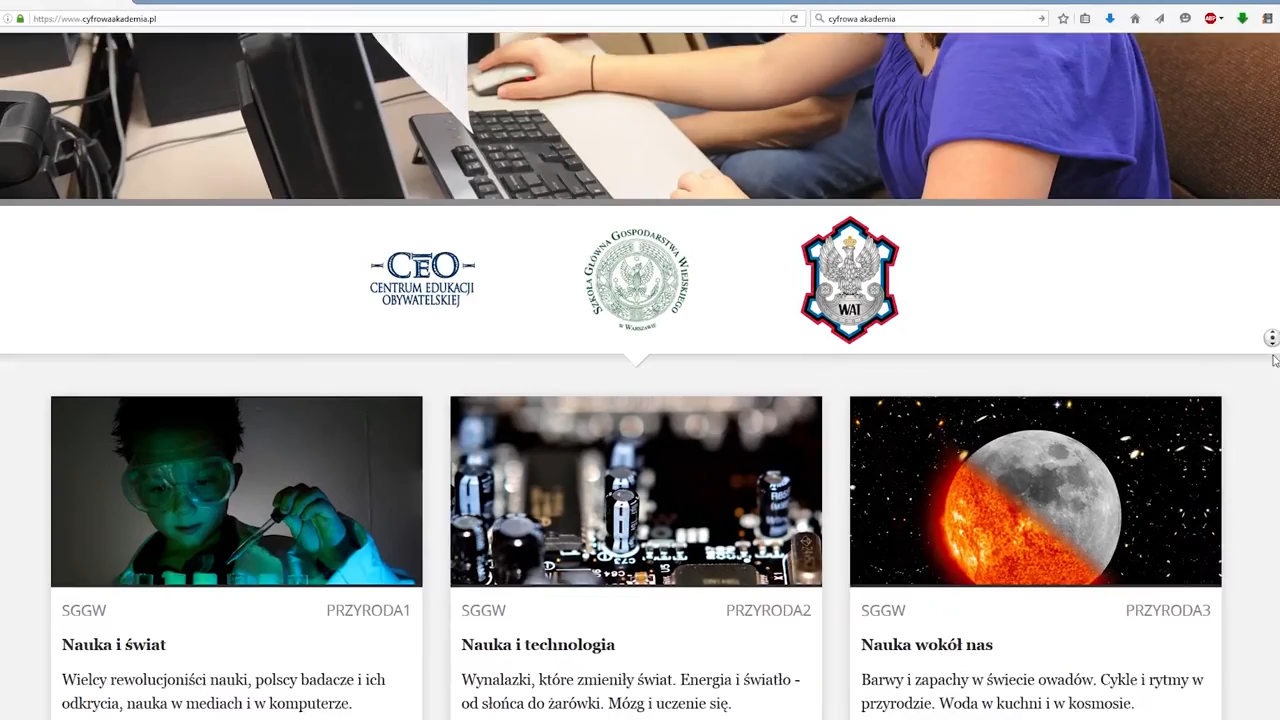 https://www.cyfrowaakademia.pl
cyfrowa akademia
ABP
CEO
CENTRUM EDUKACJI
OBYWATELSKIEJ
SZKOŁA GŁÓWNA GOSPODARSTWA WIEJSKIEGO
W WARSZAWIE
WAT
C73
SGGW
PRZYRODA1
Nauka i świat
Wielcy rewolucjoniści nauki, polscy badacze i ich
odkrycia, nauka w mediach i w komputerze.
SGGW
PRZYRODA2
Nauka i technologia
Wynalazki, które zmieniły świat. Energia i światło -
od słońca do żarówki. Mózg i uczenie się.
SGGW
PRZYRODA3
Nauka wokół nas
Barwy i zapachy w świecie owadów. Cykle i rytmy w
przyrodzie. Woda w kuchni i w kosmosie.